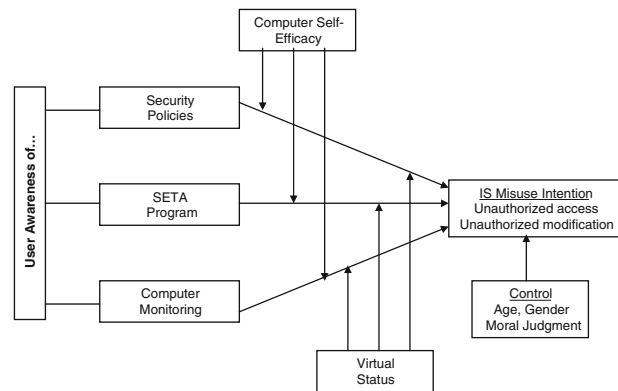 Computer Self-
Efficacy
User Awareness of...
Security
Policies
SETA
Program
Computer
Monitoring
IS Misuse Intention
Unauthorized access
Unauthorized modification
Control
Age, Gender
Moral Judgment
Virtual
Status